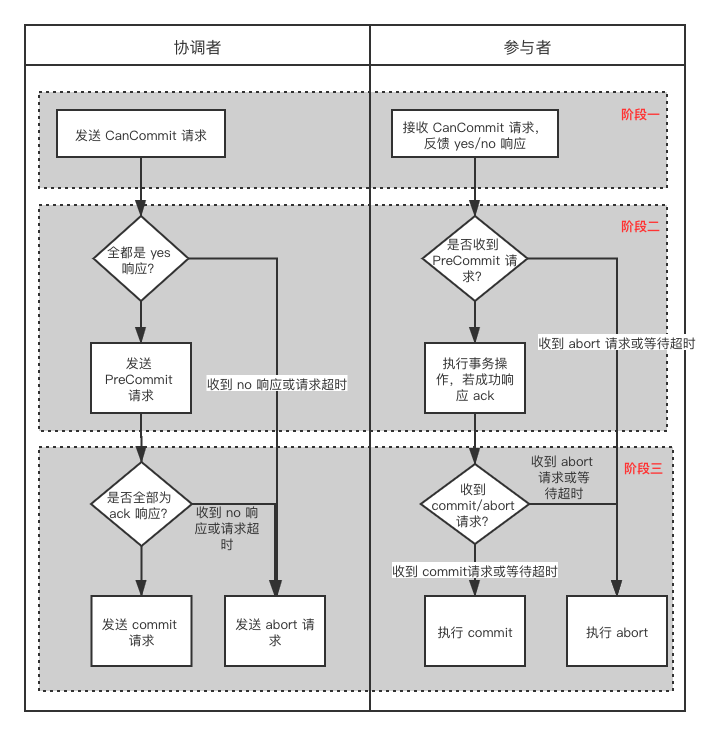 协调者
参与者
阶段一
发送 CanCommit 请求
接收 CanCommit 请求，
反馈 yes/no 响应
阶段二
全都是 yes
响应？
是否收到
PreCommit 请
求？
发送
PreCommit
请求
收到 no 响应或请求超时
执行事务操
作，若成功响
应 ack
收到 abort 请求或等待超时
阶段三
是否全部为
ack 响应？
收到 no 响
应或请求超
时
收到
commit/abort
请求？
收到 abort
请求或等
待超时
收到 commit请求或等待超时
发送 commit
请求
发送 abort 请
求
执行 commit
执行 abort